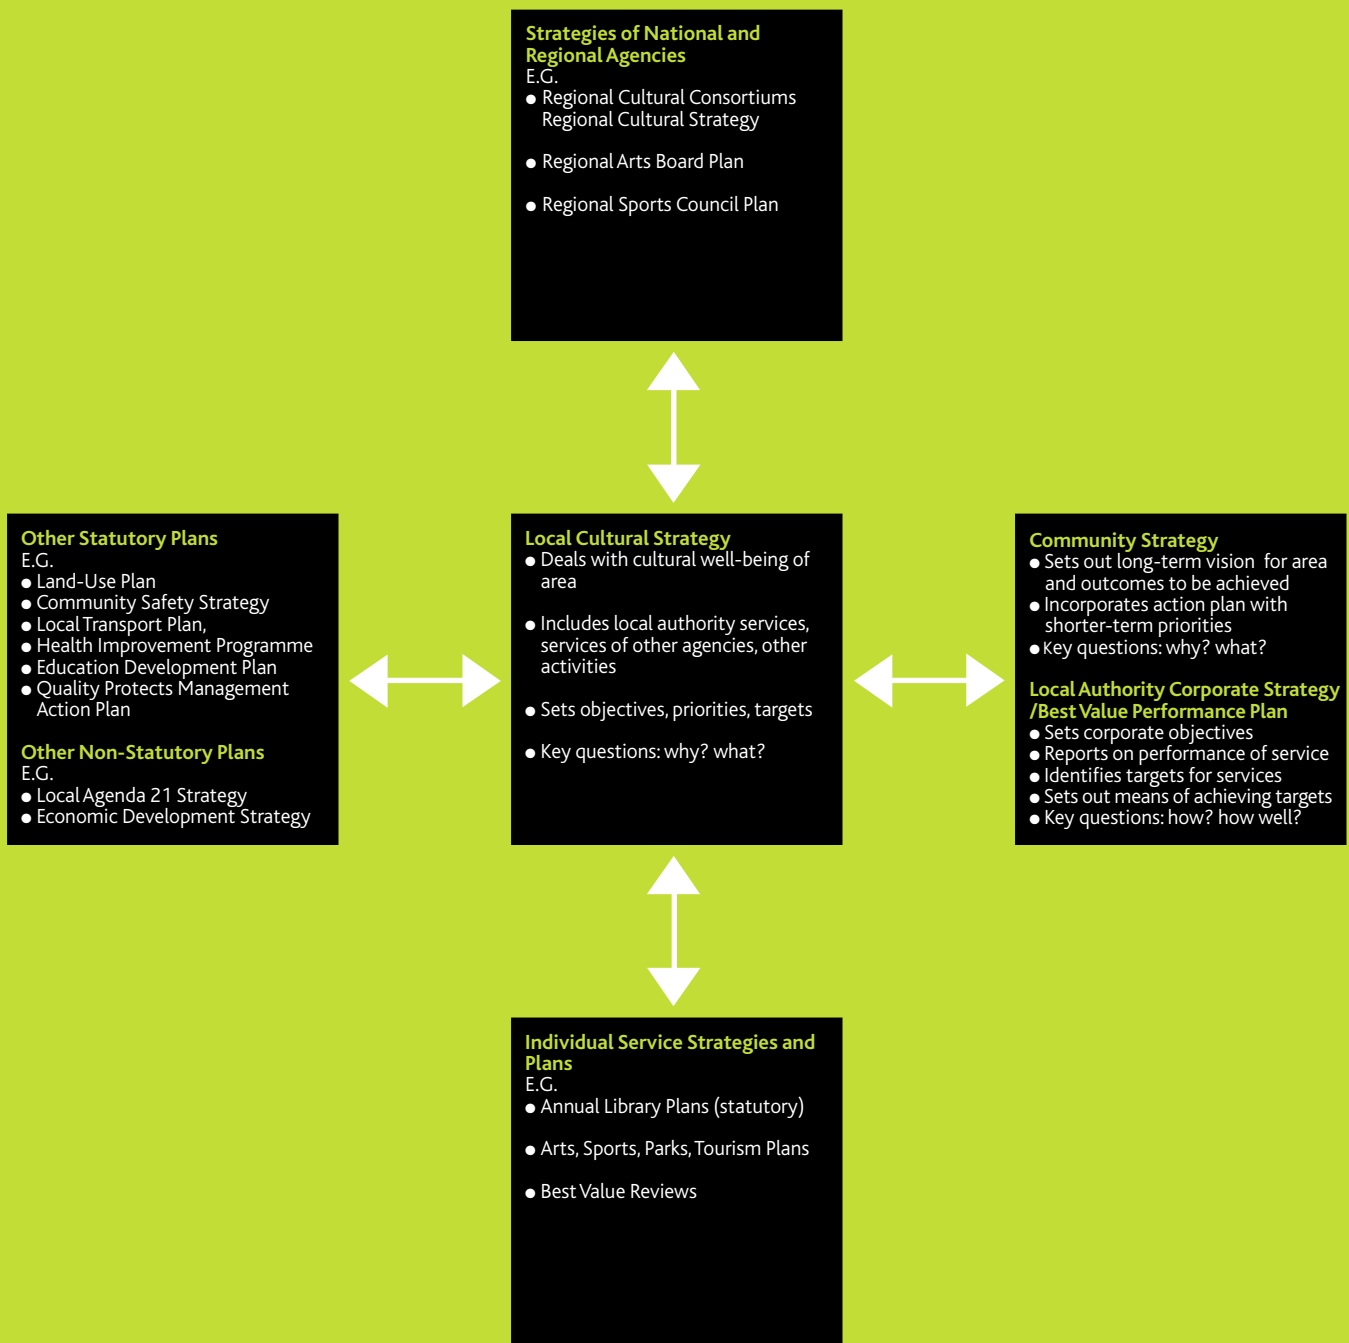 Strategies of National and
Regional Agencies
E.G.
● Regional Cultural Consortiums
Regional Cultural Strategy
● Regional Arts Board Plan
● Regional Sports Council Plan
Other Statutory Plans
E.G.
● Land-Use Plan
● Community Safety Strategy
● Local Transport Plan,
● Health Improvement Programme
● Education Development Plan
● Quality Protects Management
Action Plan
Other Non-Statutory Plans
E.G.
● Local Agenda 21 Strategy
● Economic Development Strategy
Local Cultural Strategy
● Deals with cultural well-being of
area
● Includes local authority services,
services of other agencies, other
activities
● Sets objectives, priorities, targets
● Key questions: why? what?
Community Strategy
● Sets out long-term vision for area
and outcomes to be achieved
● Incorporates action plan with
shorter-term priorities
● Key questions: why? what?
Local Authority Corporate Strategy
/Best Value Performance Plan
● Sets corporate objectives
● Reports on performance of service
● Identifies targets for services
● Sets out means of achieving targets
● Key questions: how? how well?
Individual Service Strategies and
Plans
E.G.
● Annual Library Plans (statutory)
● Arts, Sports, Parks, Tourism Plans
● Best Value Reviews